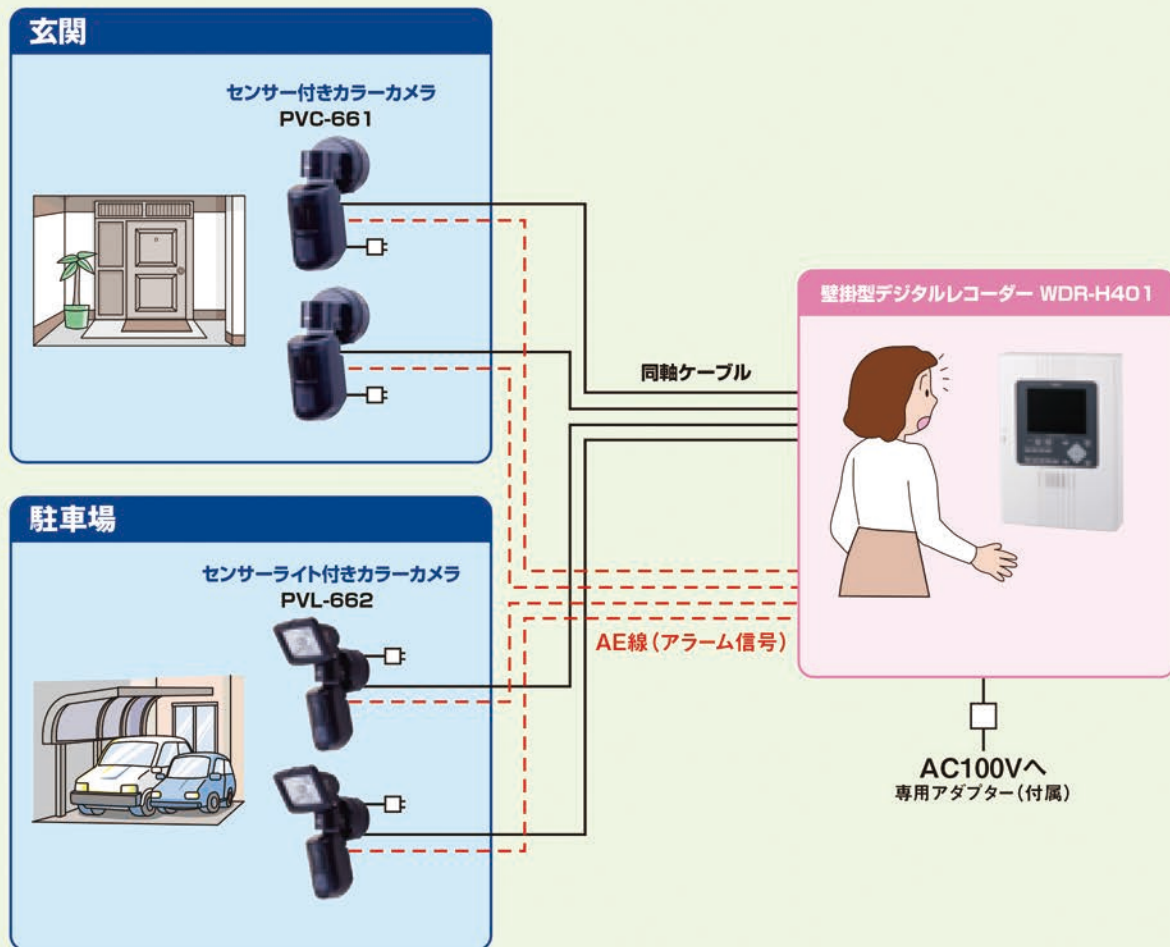 玄関
センサー付きカラーカメラ
PVC-661
同軸ケーブル
壁掛型デジタルレコーダー WDR-H401
駐車場
センサーライト付きカラーカメラ
PVL-662
AE線(アラーム信号)
AC100Vへ
専用アダプター(付属)